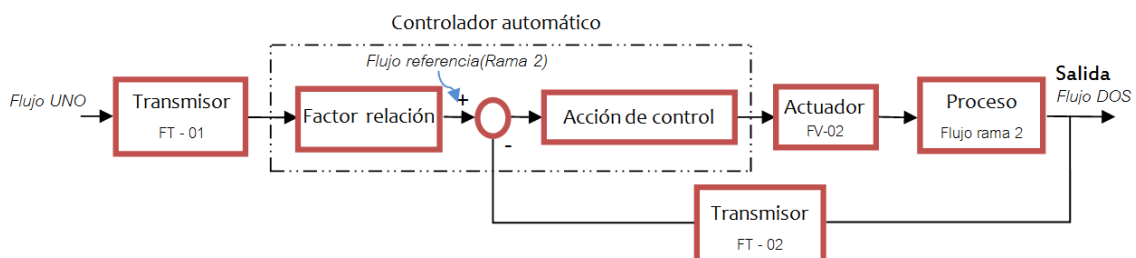 Controlador automático
Flujo referencia(Rama 2)
Flujo UNO
Transmisor
FT - 01
Factor relación
+
-
Acción de control
Actuador
FV-02
Proceso
Flujo rama 2
Salida
Flujo DOS
Transmisor
FT - 02